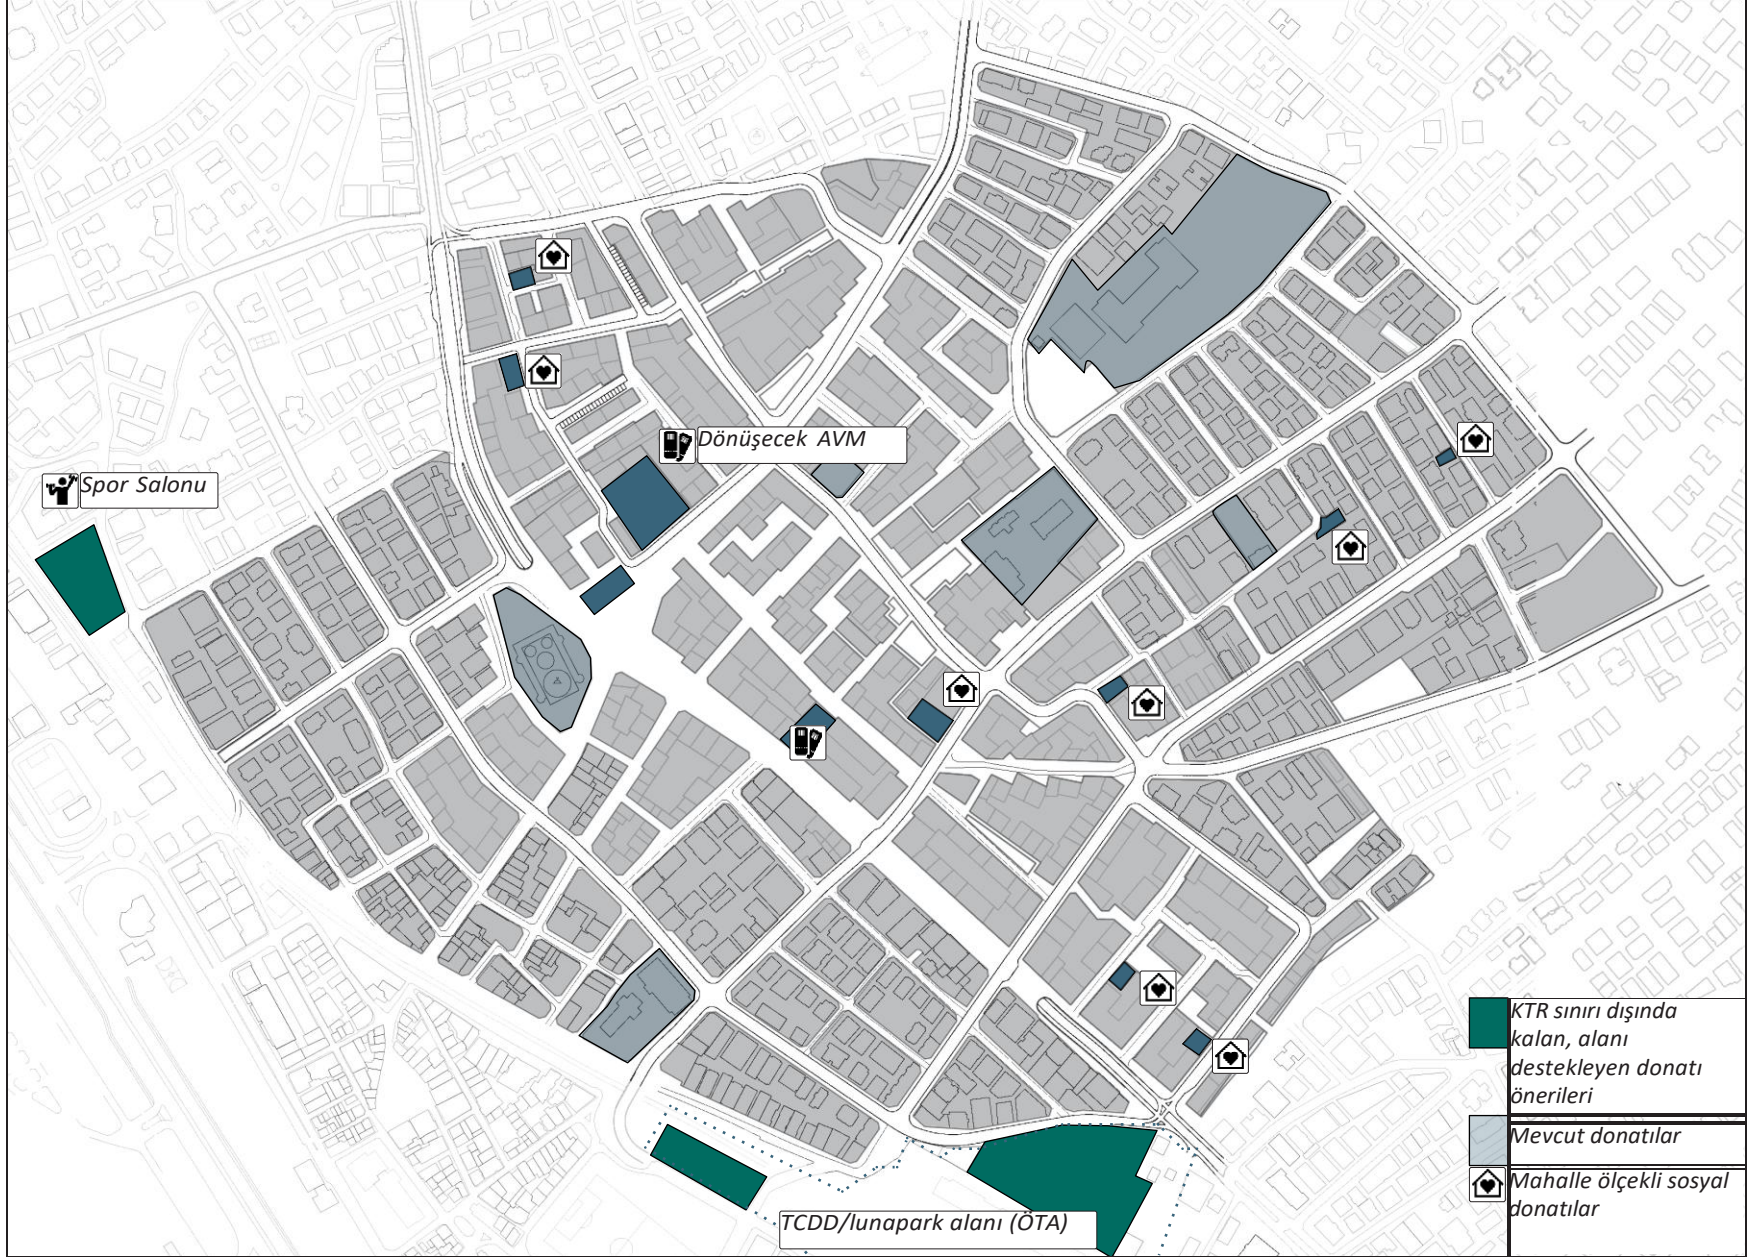 Dönüşecek AVM
Spor Salonu
KTR sınırı dışında
kalan, alanı
destekleyen donatı
önerileri
Mevcut donatılar
Mahalle ölçekli sosyal
donatılar
TCDD/lunapark alanı (ÖTA)